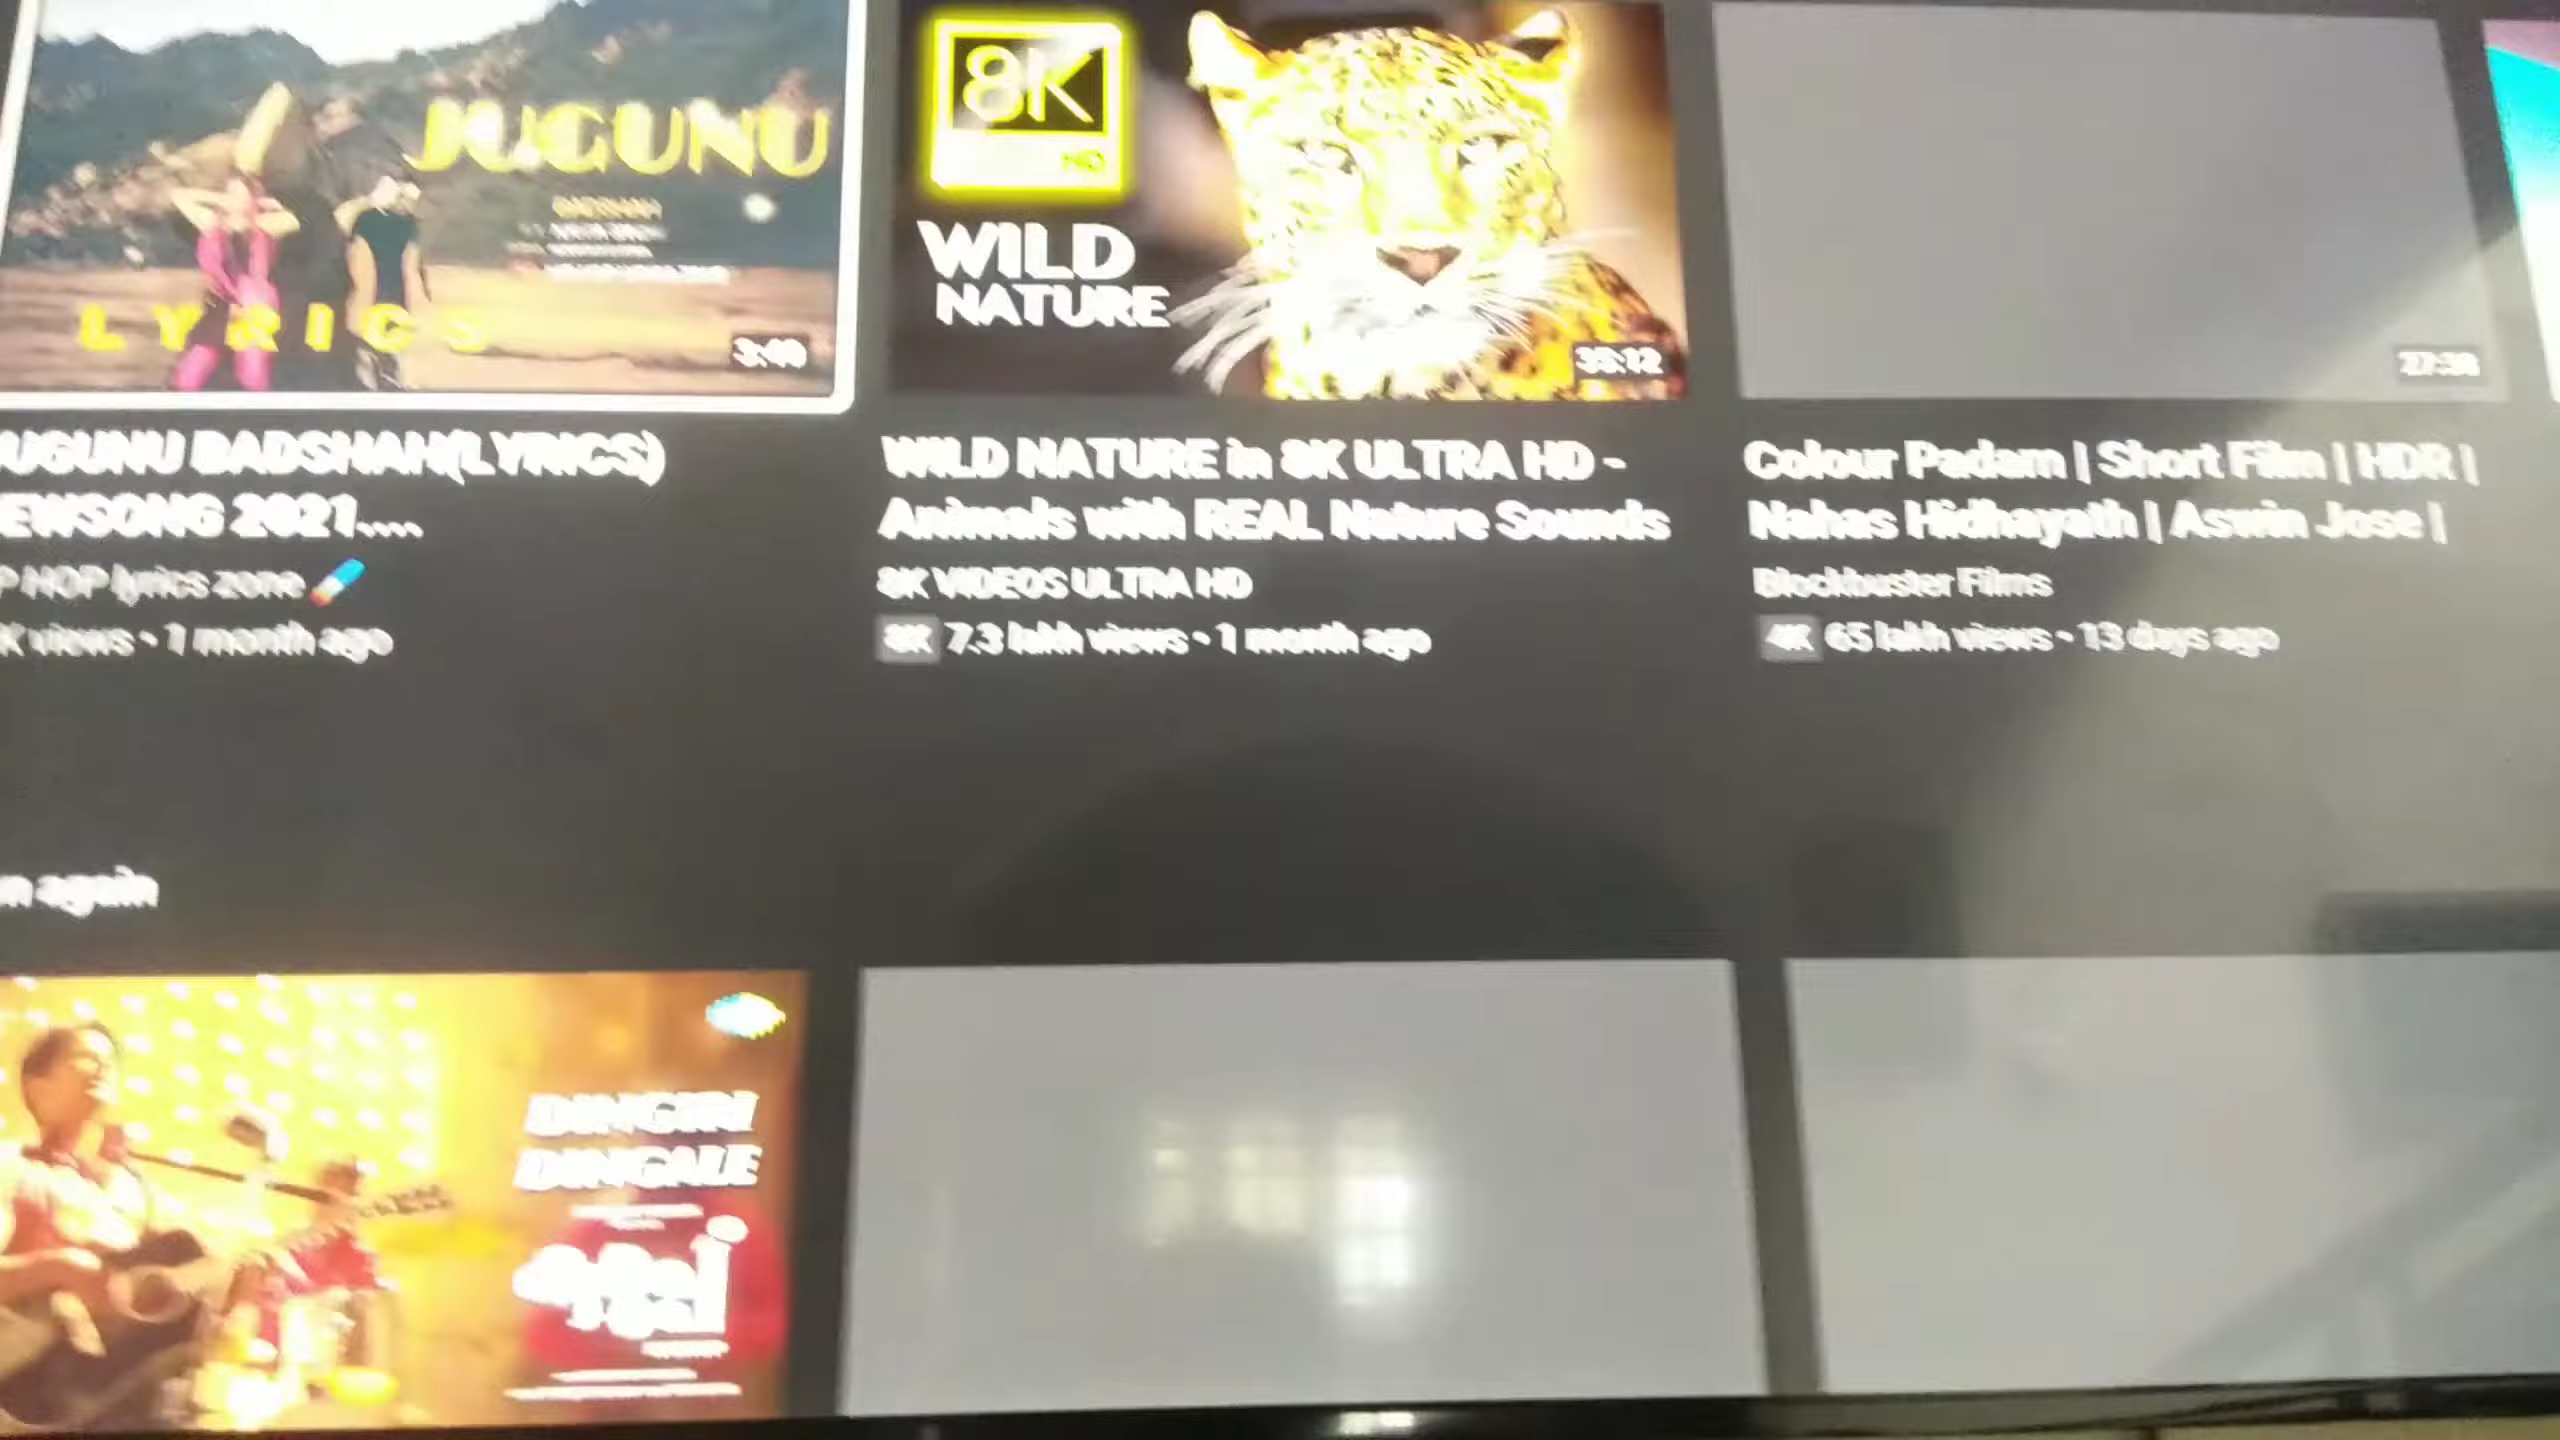 JUGUNU
BADSHAH
LYRICS
3:40
8K
HD
WILD
NATURE
35:12
27:38
UGUNU BADSHAH(LYRICS)
EWSONG 2021....
P HOP lyrics zone
K views • 1 month ago
WILD NATURE in 8K ULTRA HD -
Animals with REAL Nature Sounds
8K VIDEOS ULTRA HD
8K 7.3 lakh views • 1 month ago
Colour Padam | Short Film | HDR |
Nahas Hidhayath | Aswin Jose |
Blockbuster Films
4K 65 lakh views • 13 days ago
n again
DINGIRI
DINGALE